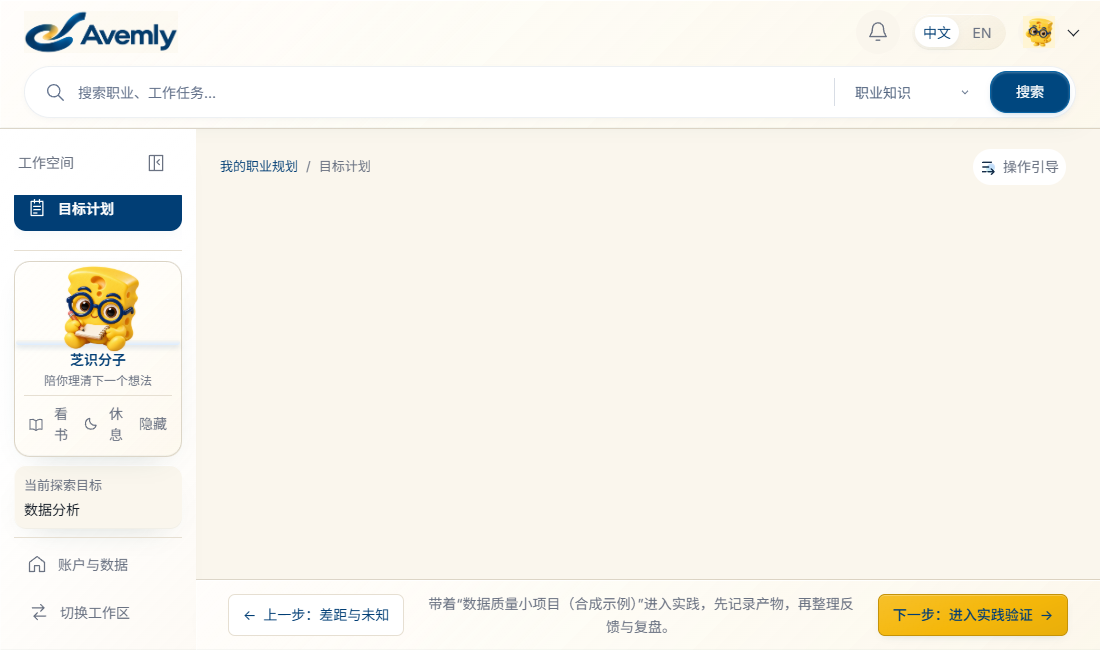 Avemly
中文
EN
搜索职业、工作任务...
职业知识
搜索
工作空间
我的职业规划 / 目标计划
操作引导
目标计划
芝识分子
陪你理清下一个想法
看书
休息
隐藏
当前探索目标
数据分析
账户与数据
切换工作区
← 上一步：差距与未知
带着“数据质量小项目（合成示例）”进入实践，先记录产物，再整理反
馈与复盘。
下一步：进入实践验证 →